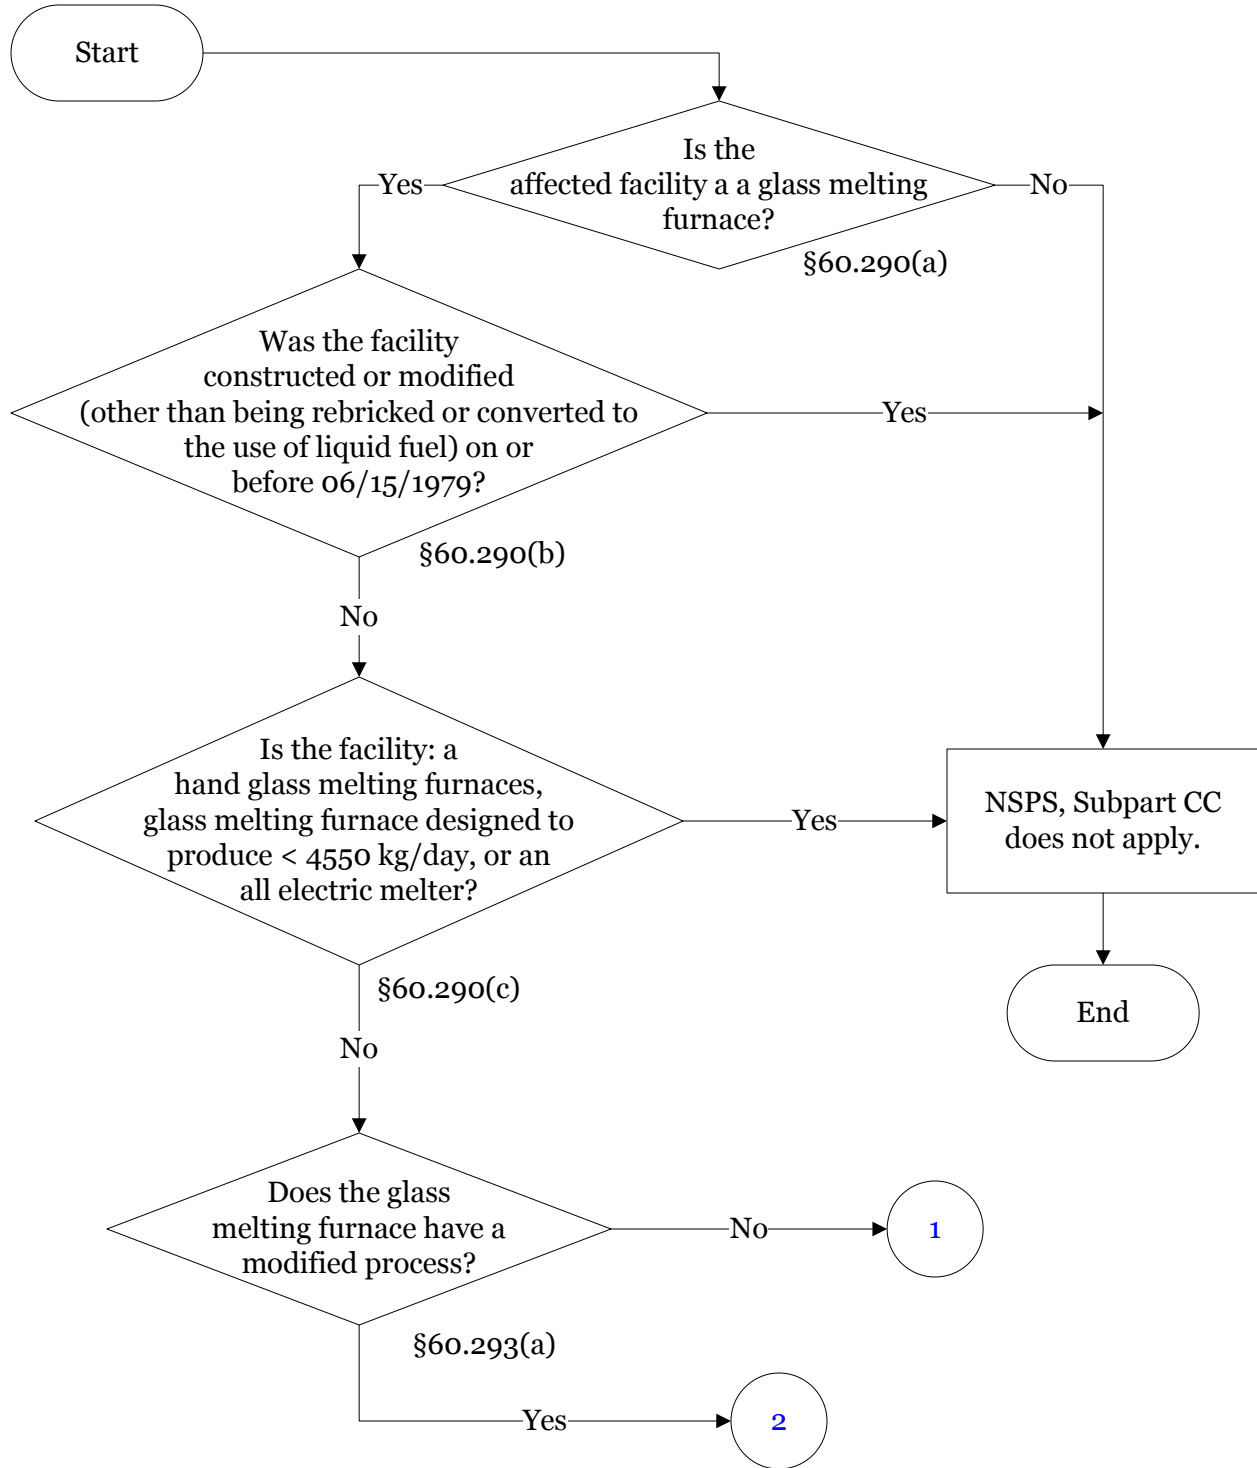 Start
Is the
affected facility a a glass melting
furnace?
Yes
No
§60.290(a)
Was the facility
constructed or modified
(other than being rebricked or converted to
the use of liquid fuel) on or
before 06/15/1979?
Yes
§60.290(b)
No
Is the facility: a
hand glass melting furnaces,
glass melting furnace designed to
produce < 4550 kg/day, or an
all electric melter?
Yes
NSPS, Subpart CC
does not apply.
§60.290(c)
End
No
Does the glass
melting furnace have a
modified process?
No
1
§60.293(a)
Yes
2